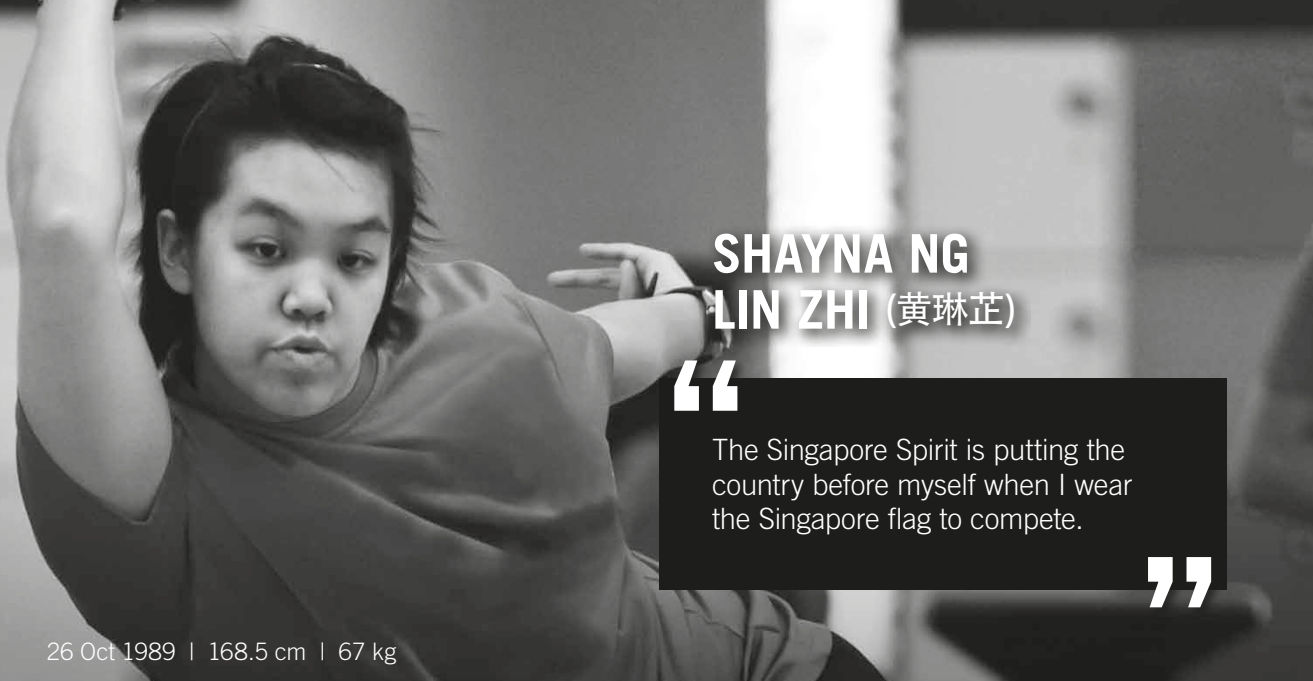 SHAYNA NG
LIN ZHI (黄琳芷)
“
The Singapore Spirit is putting the
country before myself when I wear
the Singapore flag to compete.
”
26 Oct 1989 | 168.5 cm | 67 kg